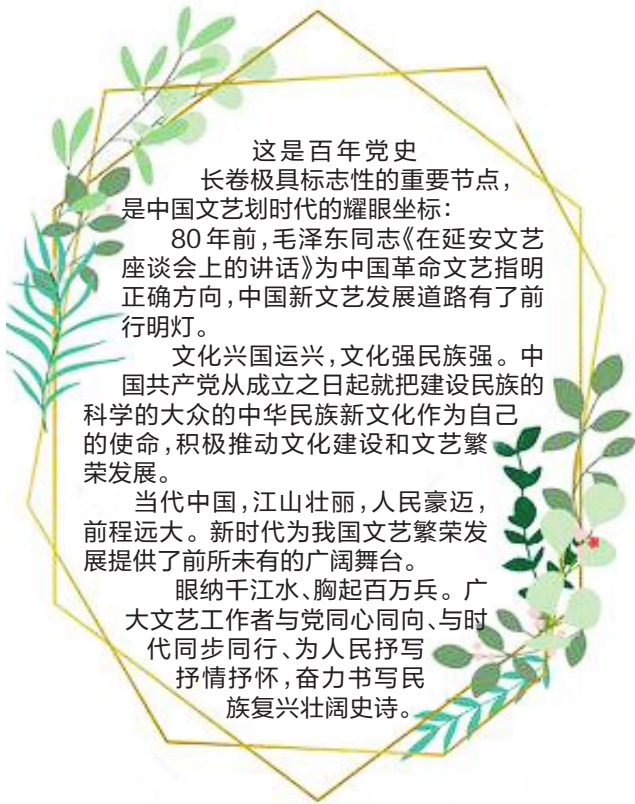 这是百年党史
长卷极具标志性的重要节点，
是中国文艺划时代的耀眼坐标：
80年前，毛泽东同志《在延安文艺
座谈会上的讲话》为中国革命文艺指明
正确方向，中国新文艺发展道路有了前
行明灯。
文化兴国运兴，文化强民族强。中
国共产党从成立之日起就把建设民族的
科学的大众的中华民族新文化作为自己
的使命，积极推动文化建设和文艺繁
荣发展。
当代中国，江山壮丽，人民豪迈，
前程远大。新时代为我国文艺繁荣发
展提供了前所未有的广阔舞台。
眼纳千江水、胸起百万兵。广
大文艺工作者与党同心同向、与时
代同步同行、为人民抒写
抒情抒怀，奋力书写民
族复兴壮阔史诗。